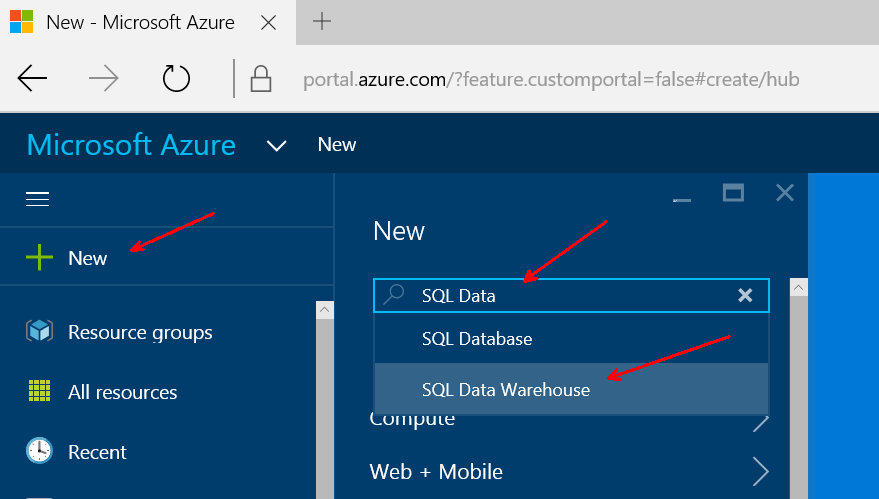 New - Microsoft Azure
portal.azure.com/?feature.customportal=false#create/hub
Microsoft Azure
New
New
Resource groups
All resources
Recent
New
SQL Data
SQL Database
SQL Data Warehouse
Compute
Web + Mobile